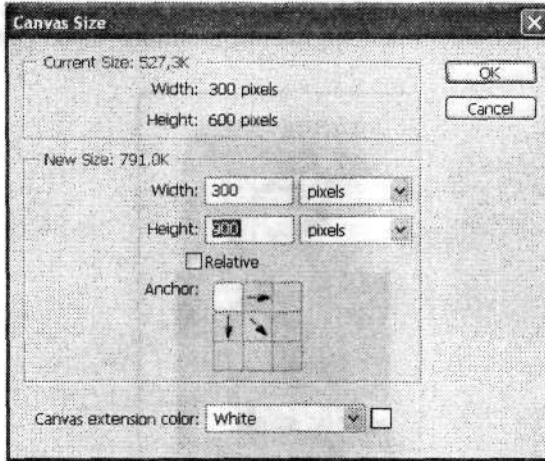 Canvas Size
Current Size: 527,3K
Width: 300 pixels
Height: 600 pixels
OK
Cancel
New Size: 791,0K
Width: 300 pixels
Height: 900 pixels
Relative
Anchor:
Canvas extension color: White